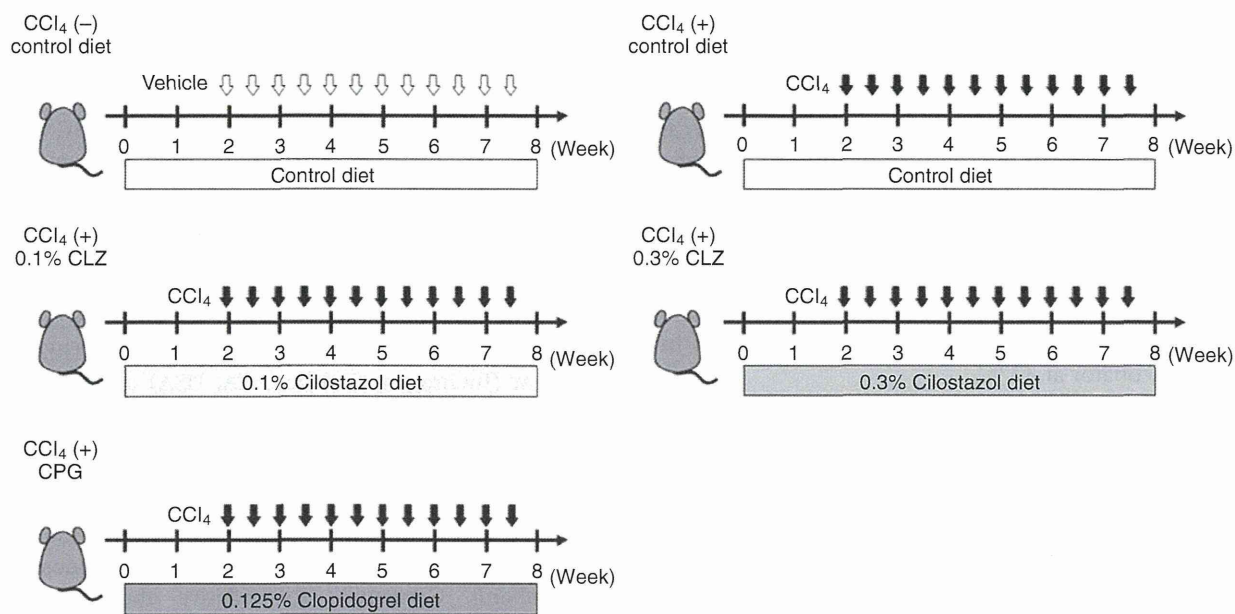 CCl₄ (–)
control diet
Vehicle
0 1 2 3 4 5 6 7 8 (Week)
Control diet
CCl₄ (+)
control diet
CCl₄
0 1 2 3 4 5 6 7 8 (Week)
Control diet
CCl₄ (+)
0.1% CLZ
CCl₄
0 1 2 3 4 5 6 7 8 (Week)
0.1% Cilostazol diet
CCl₄ (+)
0.3% CLZ
CCl₄
0 1 2 3 4 5 6 7 8 (Week)
0.3% Cilostazol diet
CCl₄ (+)
CPG
CCl₄
0 1 2 3 4 5 6 7 8 (Week)
0.125% Clopidogrel diet